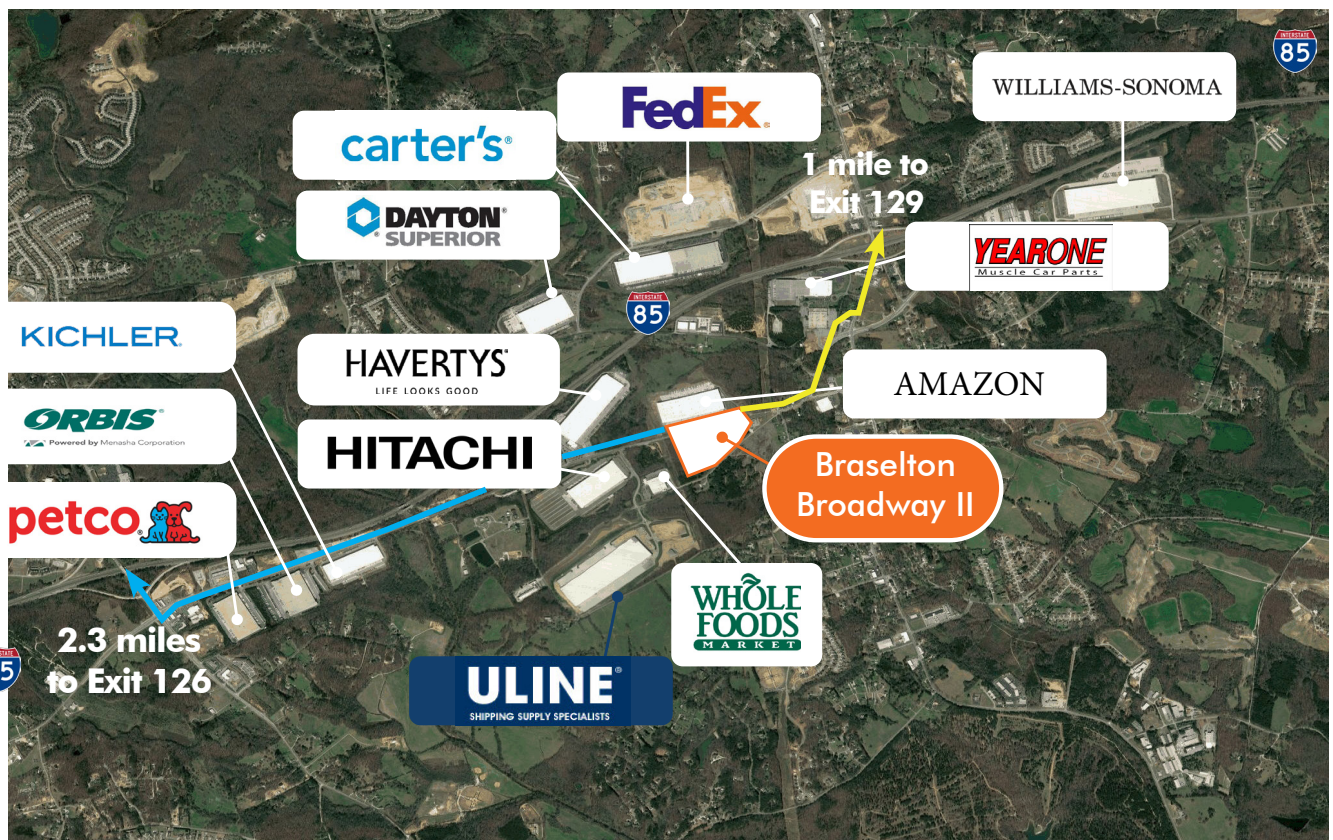 INTERSTATE
85
WILLIAMS-SONOMA
FedEx®
carter's®
1 mile to
Exit 129
DAYTON®
SUPERIOR
YEARONE
Muscle Car Parts
INTERSTATE
85
KICHLER®
HAVERTYS
LIFE LOOKS GOOD
AMAZON
ORBIS®
Powered by Menasha Corporation
HITACHI
Braselton
Broadway II
petco®
WHOLE
FOODS
MARKET
2.3 miles
to Exit 126
ULINE®
SHIPPING SUPPLY SPECIALISTS